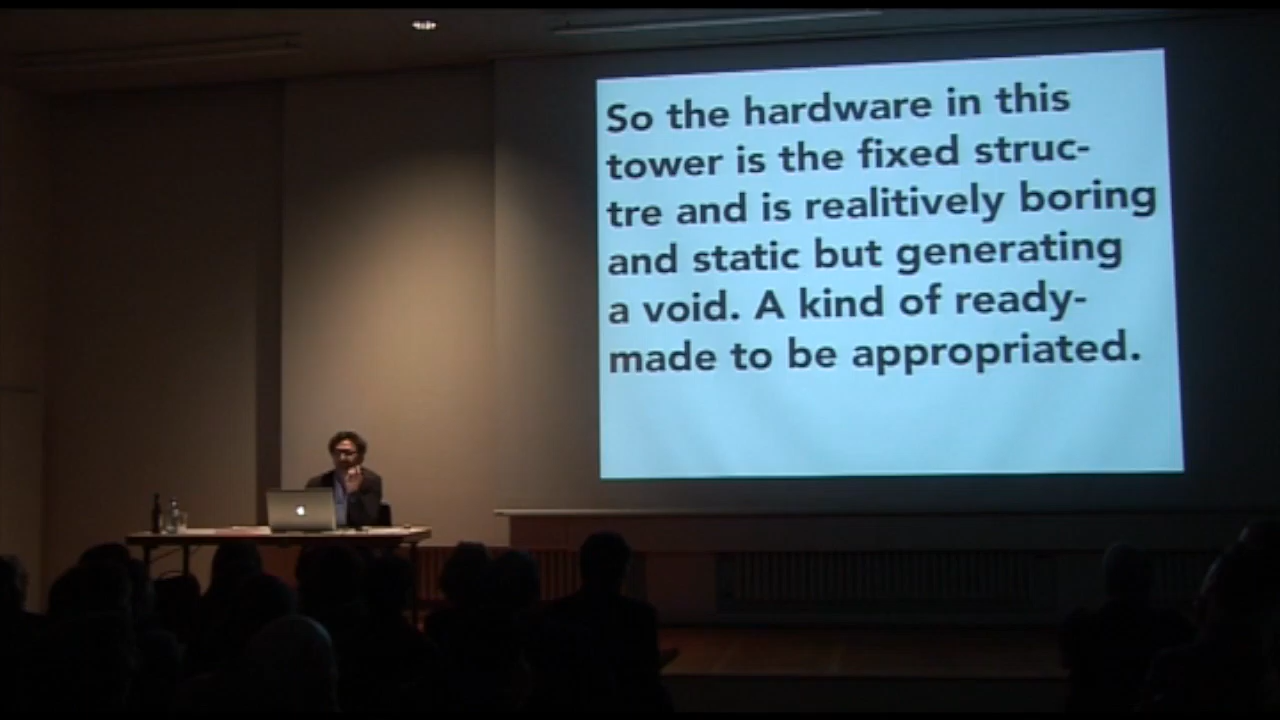 So the hardware in this
tower is the fixed struc-
tre and is realitively boring
and static but generating
a void. A kind of ready-
made to be appropriated.